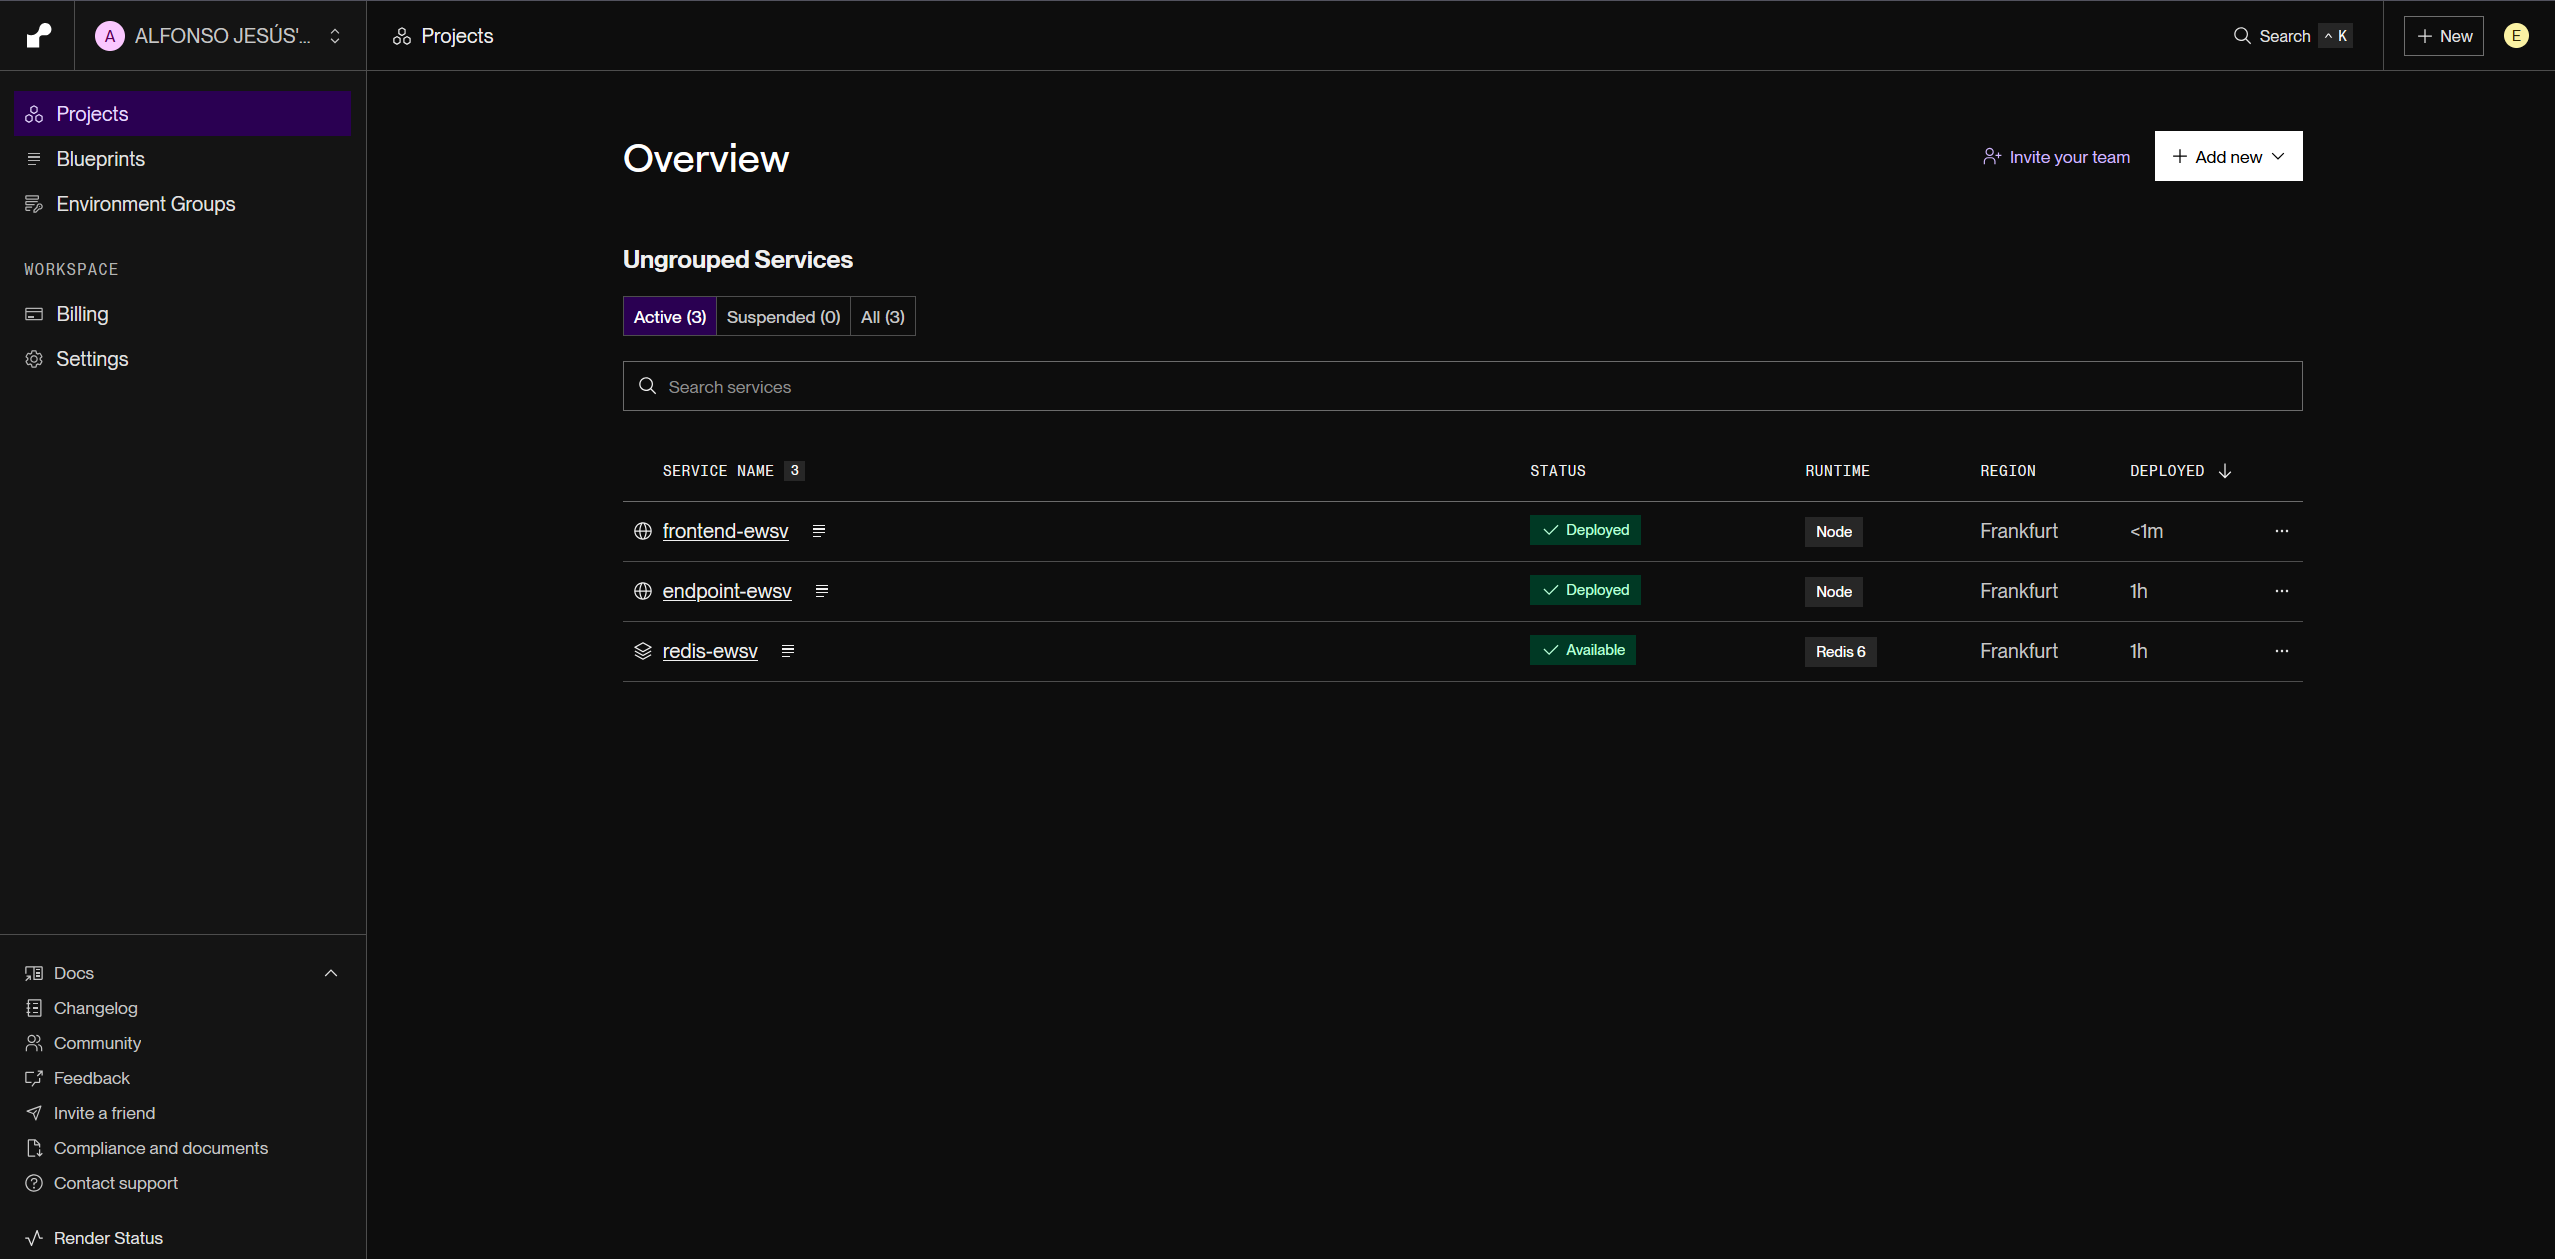 A ALFONSO JESÚS'...
Projects
Search ^ K
+ New
E
Projects
Blueprints
Environment Groups
WORKSPACE
Billing
Settings
Docs
Changelog
Community
Feedback
Invite a friend
Compliance and documents
Contact support
Render Status
Overview
Invite your team
+ Add new
Ungrouped Services
Active (3) Suspended (0) All (3)
Search services
SERVICE NAME 3 STATUS RUNTIME REGION DEPLOYED
frontend-ewsv Deployed Node Frankfurt <1m
endpoint-ewsv Deployed Node Frankfurt 1h
redis-ewsv Available Redis 6 Frankfurt 1h